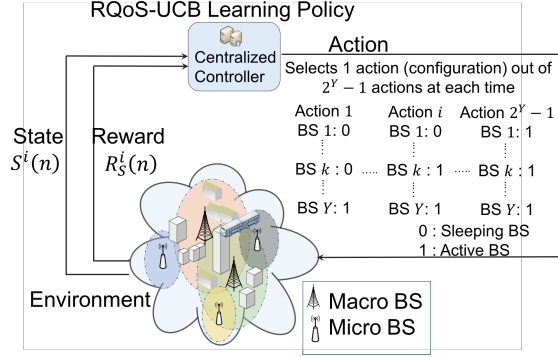 RQoS-UCB Learning Policy
Centralized
Controller
Action
Selects 1 action (configuration) out of
2^Y − 1 actions at each time
Action 1 Action i Action 2^Y − 1
BS 1: 0 BS 1: 0 BS 1: 1
BS k : 0 ..... BS k : 1 ..... BS k : 1
BS Y: 1 BS Y: 1 BS Y: 1
0 : Sleeping BS
1 : Active BS
State
S^i(n)
Reward
R_S^i(n)
Environment
Macro BS
Micro BS